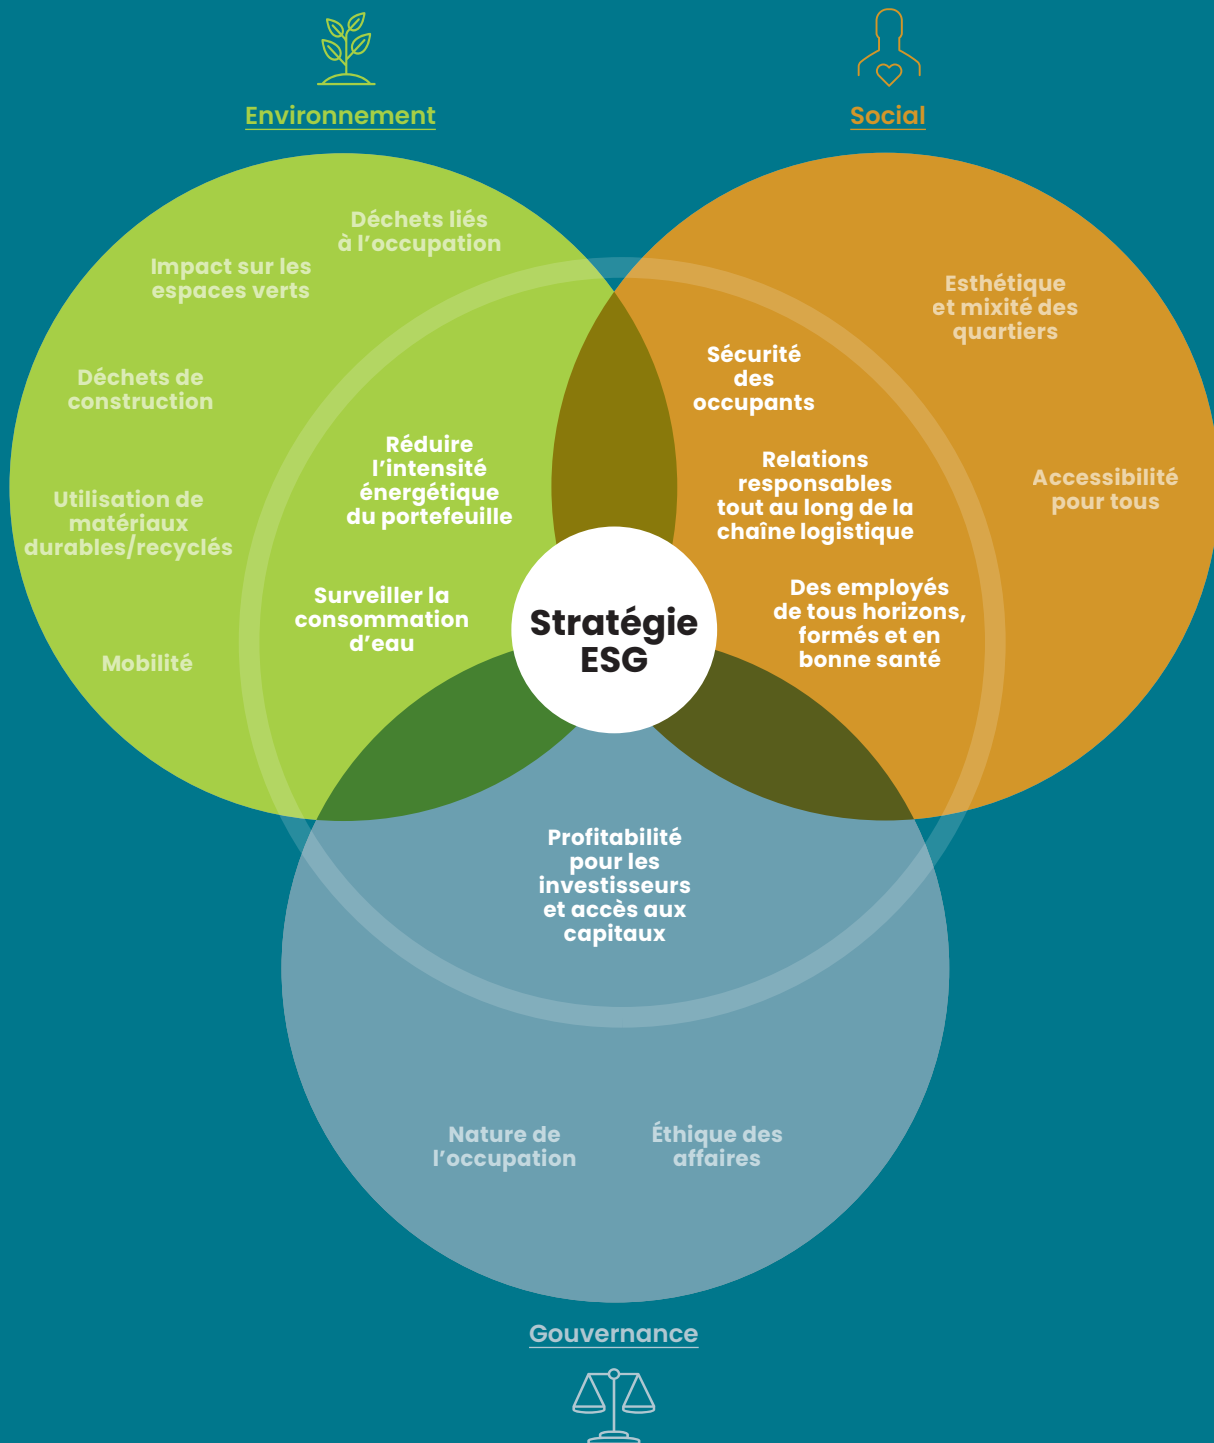 Environnement
Social
Déchets liés
à l’occupation
Impact sur les
espaces verts
Déchets de
construction
Utilisation de
matériaux
durables/recyclés
Mobilité
Réduire
l’intensité
énergétique
du portefeuille
Surveiller la
consommation
d’eau
Esthétique
et mixité des
quartiers
Sécurité
des
occupants
Relations
responsables
tout au long de la
chaîne logistique
Accessibilité
pour tous
Des employés
de tous horizons,
formés et en
bonne santé
Stratégie
ESG
Profitabilité
pour les
investisseurs
et accès aux
capitaux
Nature de
l’occupation
Éthique des
affaires
Gouvernance